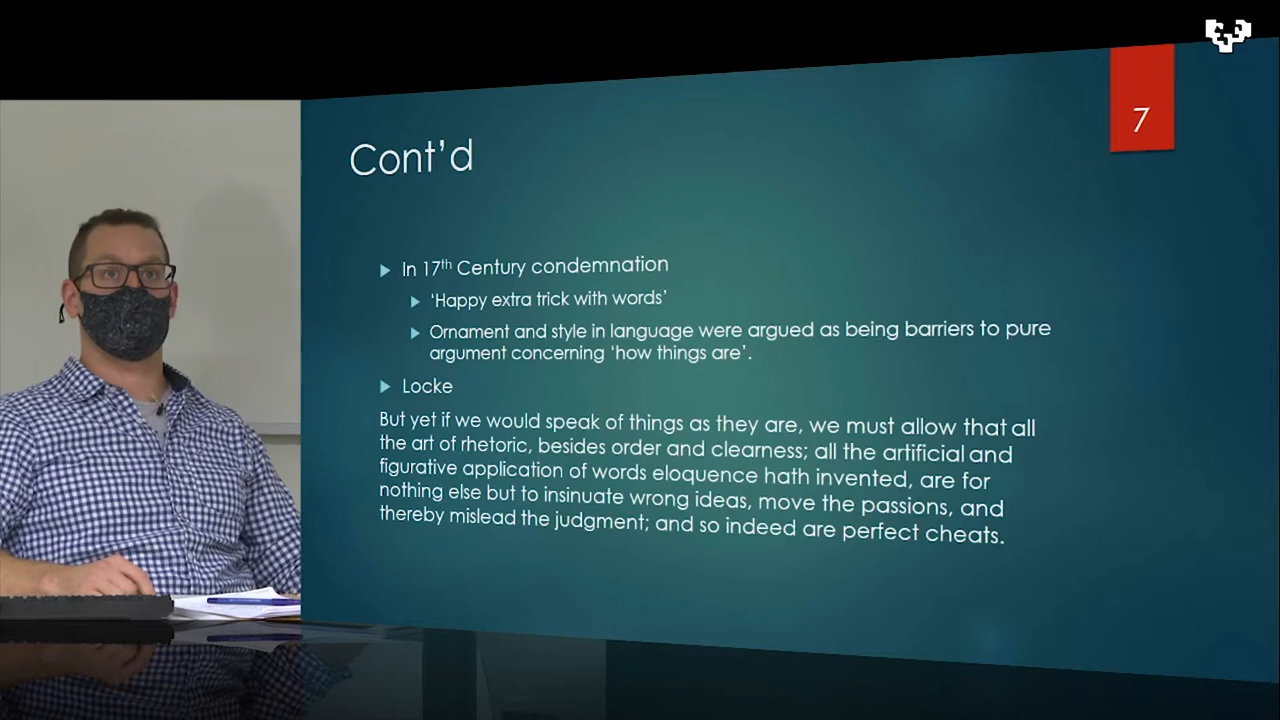 7
Cont'd
In 17th Century condemnation
'Happy extra trick with words'
Ornament and style in language were argued as being barriers to pure
argument concerning 'how things are'.
Locke
But yet if we would speak of things as they are, we must allow that all
the art of rhetoric, besides order and clearness; all the artificial and
figurative application of words eloquence hath invented, are for
nothing else but to insinuate wrong ideas, move the passions, and
thereby mislead the judgment; and so indeed are perfect cheats.